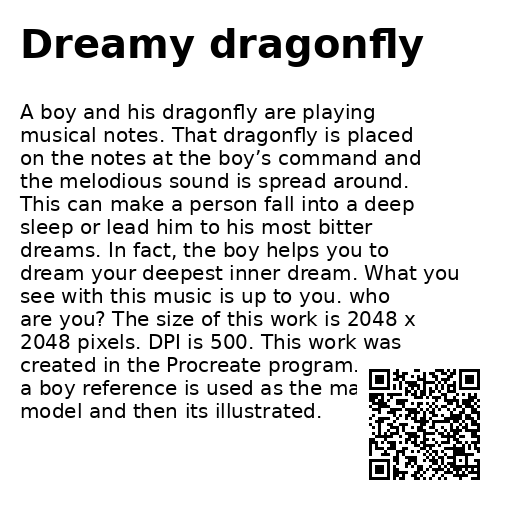 Dreamy dragonfly
A boy and his dragonfly are playing
musical notes. That dragonfly is placed
on the notes at the boy’s command and
the melodious sound is spread around.
This can make a person fall into a deep
sleep or lead him to his most bitter
dreams. In fact, the boy helps you to
dream your deepest inner dream. What you
see with this music is up to you. who
are you? The size of this work is 2048 x
2048 pixels. DPI is 500. This work was
created in the Procreate program.
a boy reference is used as the
model and then its illustrated.